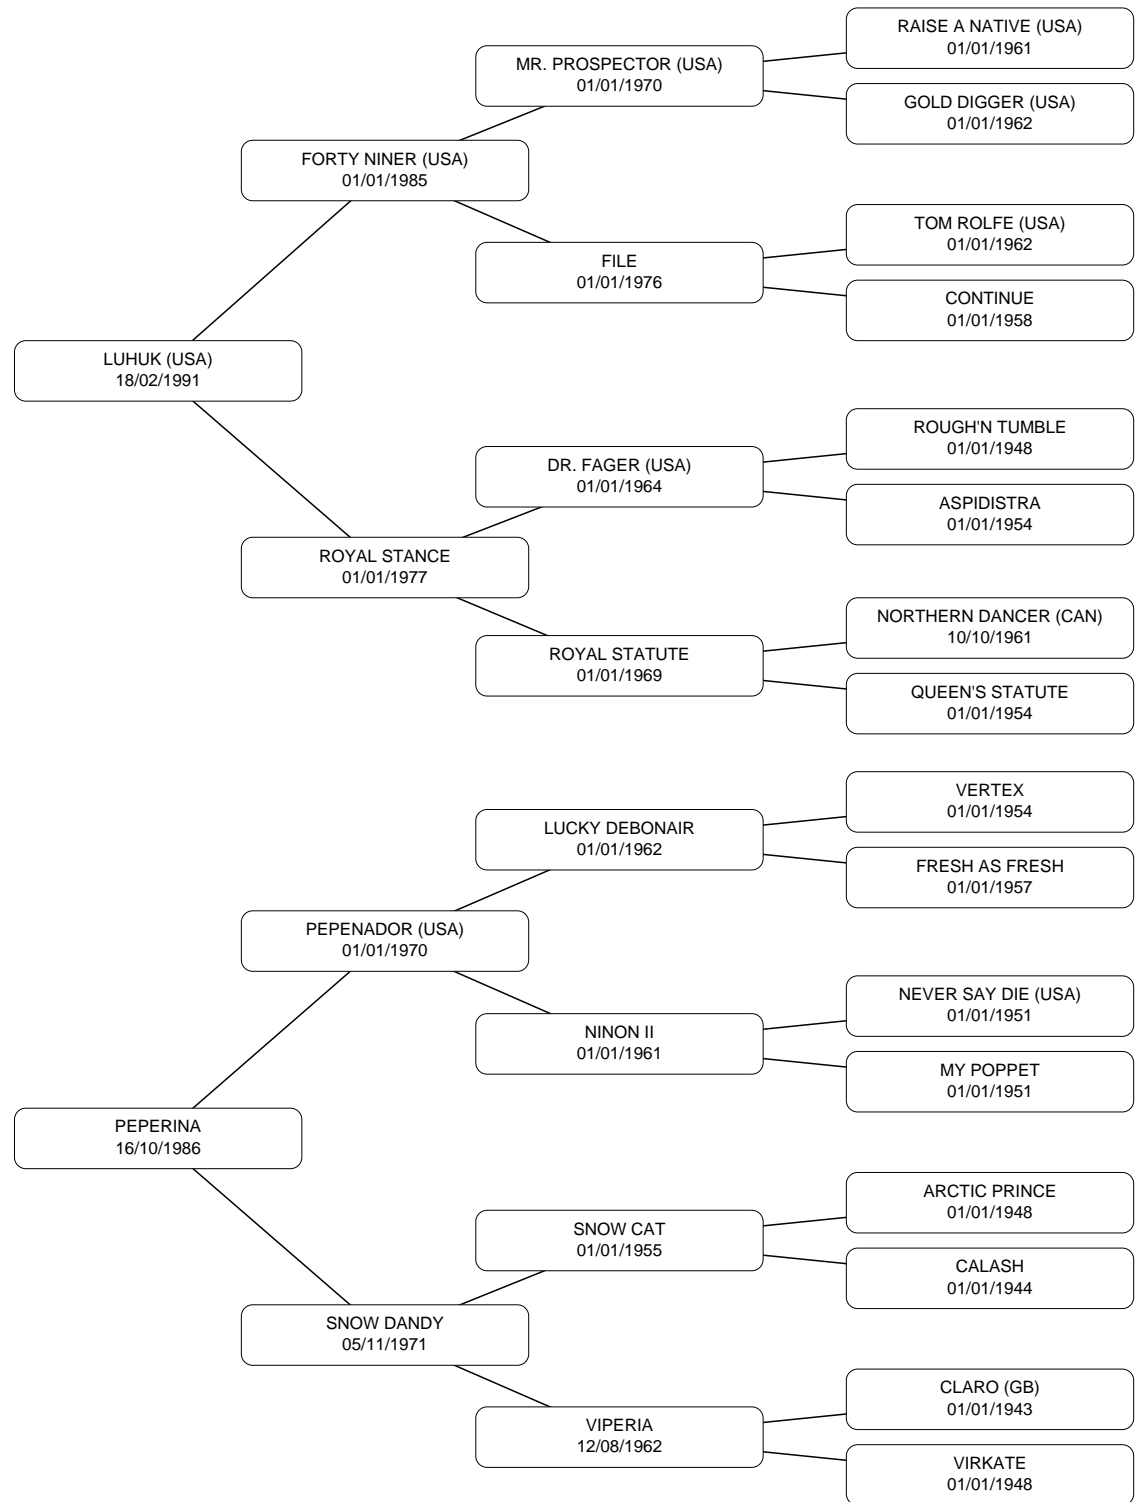 RAISE A NATIVE (USA)
01/01/1961
MR. PROSPECTOR (USA)
01/01/1970
GOLD DIGGER (USA)
01/01/1962
FORTY NINER (USA)
01/01/1985
TOM ROLFE (USA)
01/01/1962
FILE
01/01/1976
CONTINUE
01/01/1958
LUHUK (USA)
18/02/1991
ROUGH'N TUMBLE
01/01/1948
DR. FAGER (USA)
01/01/1964
ASPIDISTRA
01/01/1954
ROYAL STANCE
01/01/1977
NORTHERN DANCER (CAN)
10/10/1961
ROYAL STATUTE
01/01/1969
QUEEN'S STATUTE
01/01/1954
VERTEX
01/01/1954
LUCKY DEBONAIR
01/01/1962
FRESH AS FRESH
01/01/1957
PEPENADOR (USA)
01/01/1970
NEVER SAY DIE (USA)
01/01/1951
NINON II
01/01/1961
MY POPPET
01/01/1951
PEPERINA
16/10/1986
ARCTIC PRINCE
01/01/1948
SNOW CAT
01/01/1955
CALASH
01/01/1944
SNOW DANDY
05/11/1971
CLARO (GB)
01/01/1943
VIPERIA
12/08/1962
VIRKATE
01/01/1948